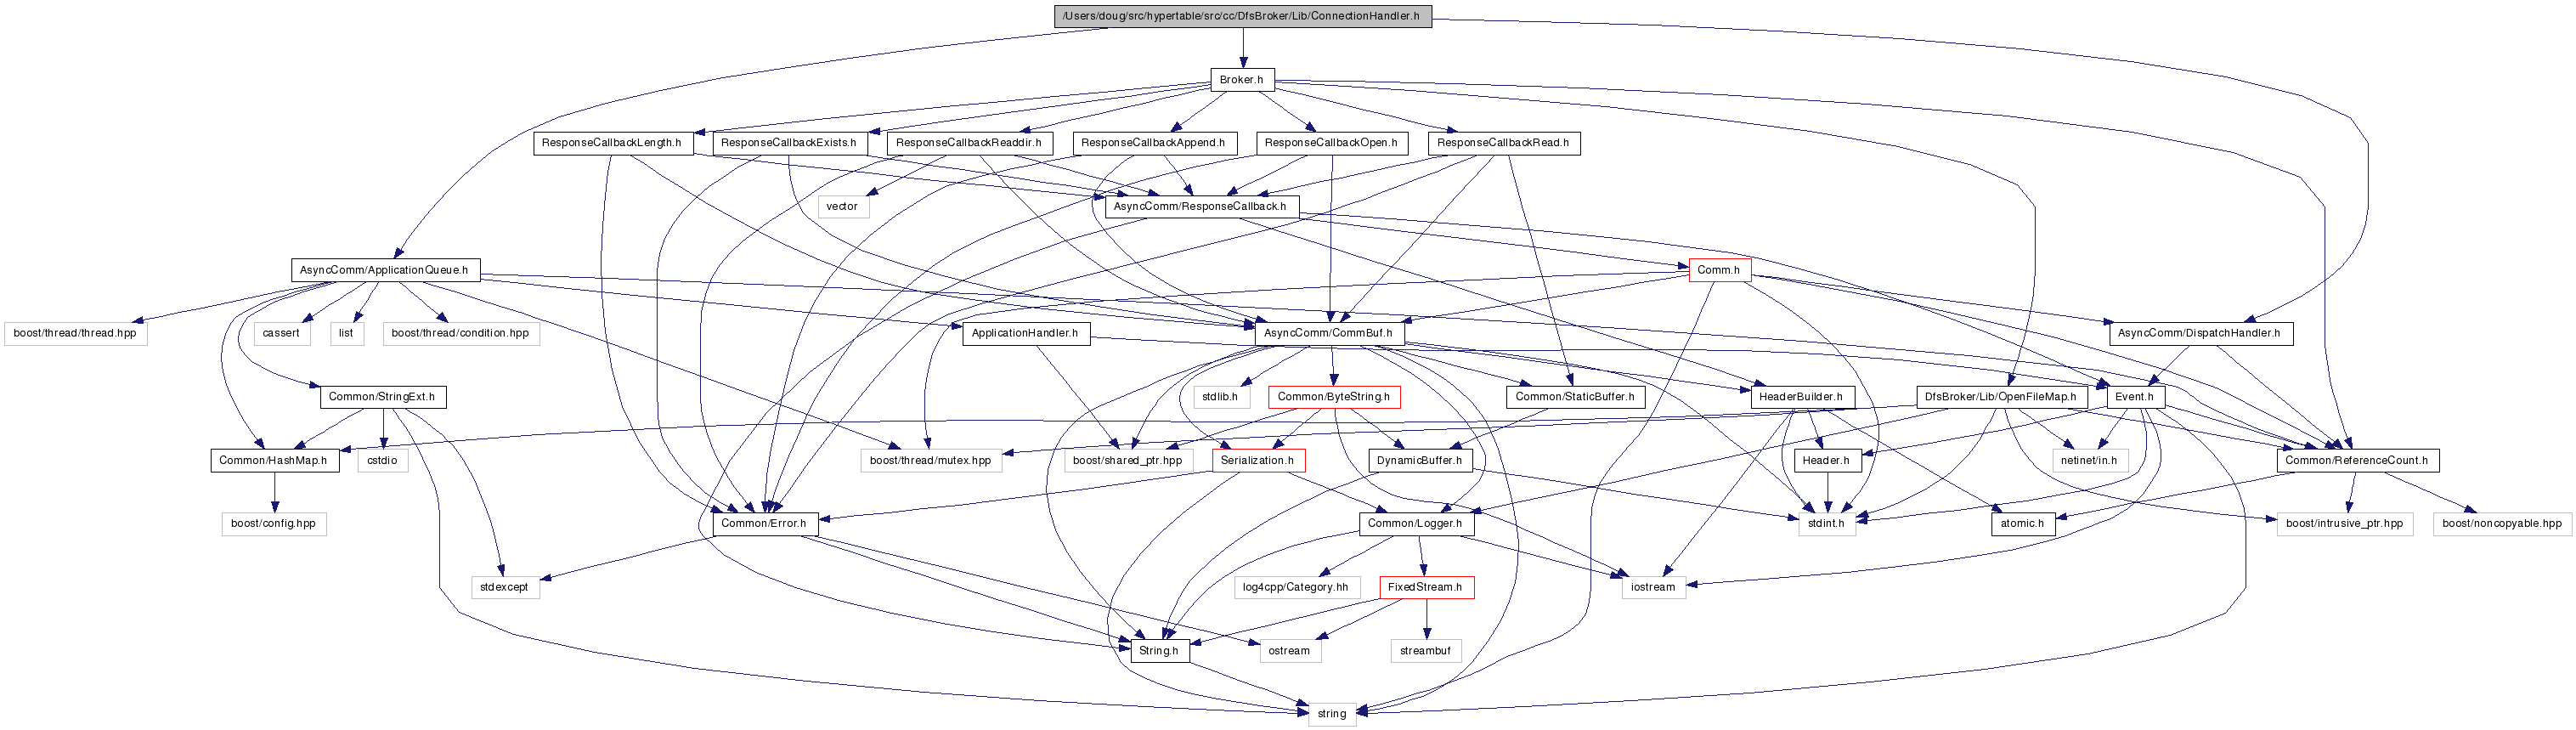 /Users/doug/src/hypertable/src/cc/DfsBroker/Lib/ConnectionHandler.h
Broker.h
ResponseCallbackLength.h
ResponseCallbackExists.h
ResponseCallbackReaddir.h
ResponseCallbackAppend.h
ResponseCallbackOpen.h
ResponseCallbackRead.h
vector
AsyncComm/ResponseCallback.h
AsyncComm/ApplicationQueue.h
Comm.h
boost/thread/thread.hpp
cassert
list
boost/thread/condition.hpp
ApplicationHandler.h
AsyncComm/CommBuf.h
AsyncComm/DispatchHandler.h
Common/StringExt.h
stdlib.h
Common/ByteString.h
Common/StaticBuffer.h
HeaderBuilder.h
DfsBroker/Lib/OpenFileMap.h
Event.h
Common/HashMap.h
cstdio
boost/thread/mutex.hpp
boost/shared_ptr.hpp
Serialization.h
DynamicBuffer.h
Header.h
netinet/in.h
Common/ReferenceCount.h
boost/config.hpp
Common/Error.h
Common/Logger.h
stdint.h
atomic.h
boost/intrusive_ptr.hpp
boost/noncopyable.hpp
stdexcept
log4cpp/Category.hh
FixedStream.h
iostream
String.h
ostream
streambuf
string